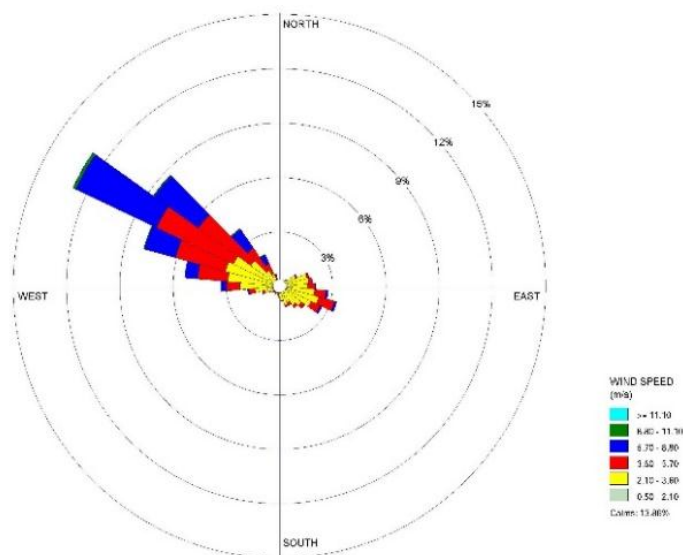 NORTH
15%
12%
9%
6%
3%
WEST
EAST
WIND SPEED
(m/s)
>= 11.10
8.80 - 11.10
5.70 - 8.80
3.60 - 5.70
2.10 - 3.60
0.50 - 2.10
Calms: 13.88%
SOUTH